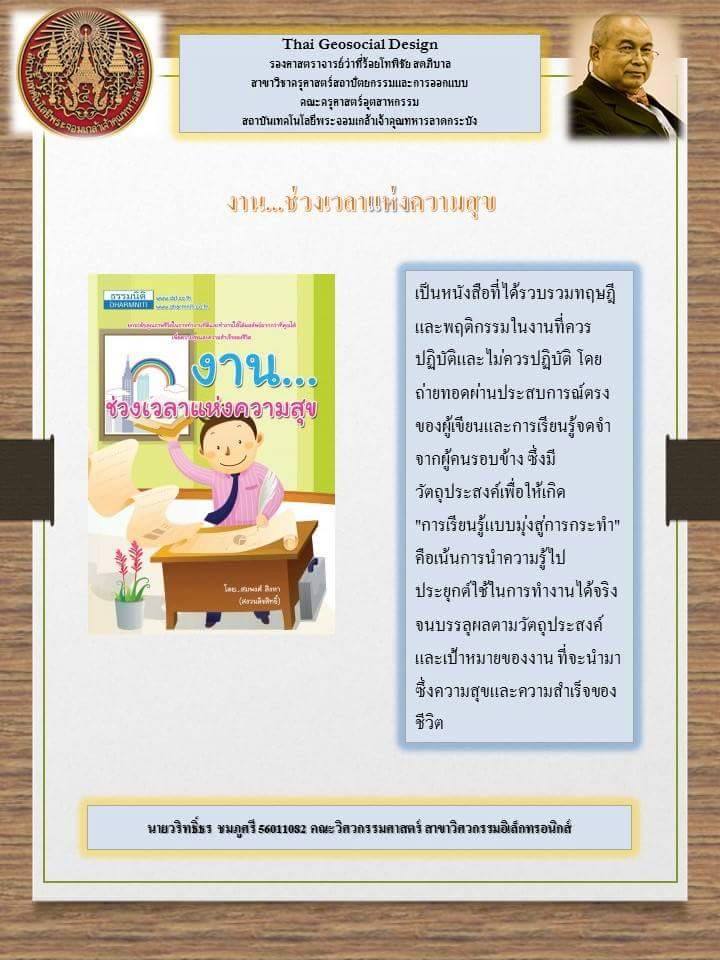 Thai Geosocial Design
รองศาสตราจารย์ว่าที่ร้อยโทพิชัย สดภิบาล
สาขาวิชาครุศาสตร์สถาปัตยกรรมและการออกแบบ
คณะครุศาสตร์อุตสาหกรรม
สถาบันเทคโนโลยีพระจอมเกล้าเจ้าคุณทหารลาดกระบัง
งาน...ช่วงเวลาแห่งความสุข
ธรรมนิติ
DHARMNITI
www.dst.co.th
www.dharmniti.co.th
งาน...
ช่วงเวลาแห่งความสุข
โดย...สมพงศ์ สิงหา
เป็นหนังสือที่ได้รวบรวมทฤษฎี
และพฤติกรรมในงานที่ควร
ปฏิบัติและไม่ควรปฏิบัติ โดย
ถ่ายทอดผ่านประสบการณ์ตรง
ของผู้เขียนและการเรียนรู้จดจำ
จากผู้คนรอบข้าง ซึ่งมี
วัตถุประสงค์เพื่อให้เกิด
"การเรียนรู้แบบมุ่งสู่การกระทำ"
คือเน้นการนำความรู้ไป
ประยุกต์ใช้ในการทำงานได้จริง
จนบรรลุผลตามวัตถุประสงค์
และเป้าหมายของงาน ที่จะนำมา
ซึ่งความสุขและความสำเร็จของ
ชีวิต
นายวริทธิ์ธร ชมภูศรี 56011082 คณะวิศวกรรมศาสตร์ สาขาวิศวกรรมอิเล็กทรอนิกส์